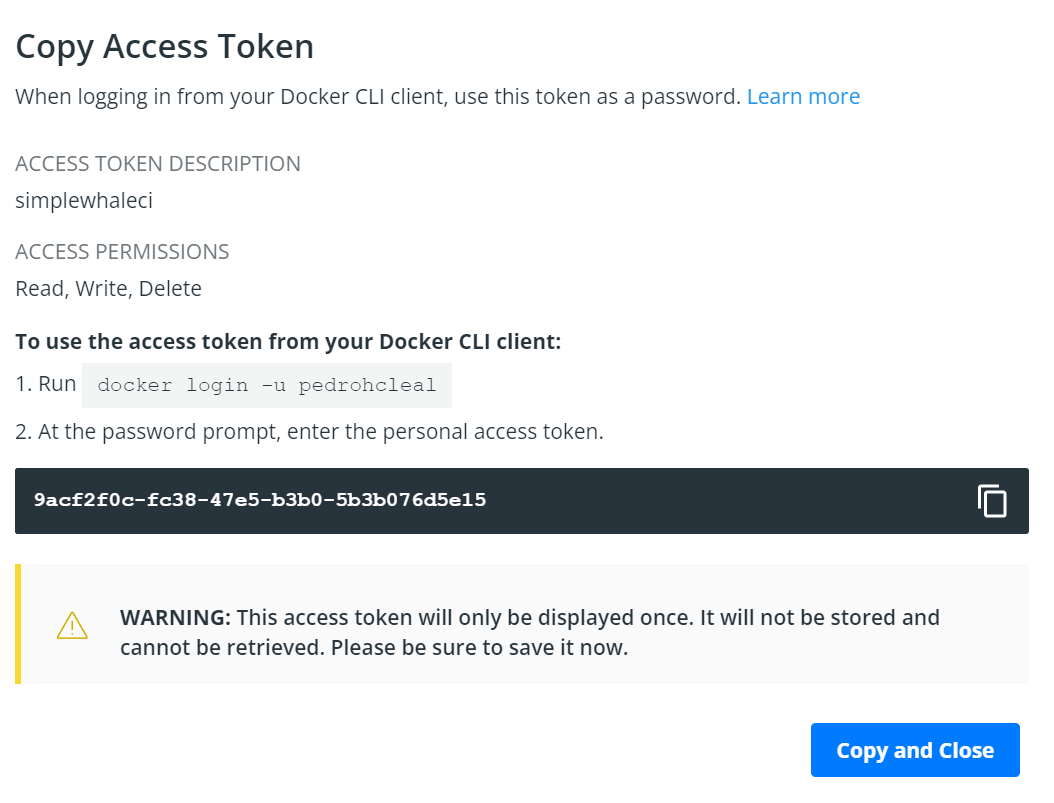 Copy Access Token
When logging in from your Docker CLI client, use this token as a password. Learn more
ACCESS TOKEN DESCRIPTION
simplewhaleci
ACCESS PERMISSIONS
Read, Write, Delete
To use the access token from your Docker CLI client:
1. Run docker login -u pedrohcleal
2. At the password prompt, enter the personal access token.
9acf2f0c-fc38-47e5-b3b0-5b3b076d5e15
WARNING: This access token will only be displayed once. It will not be stored and
cannot be retrieved. Please be sure to save it now.
Copy and Close